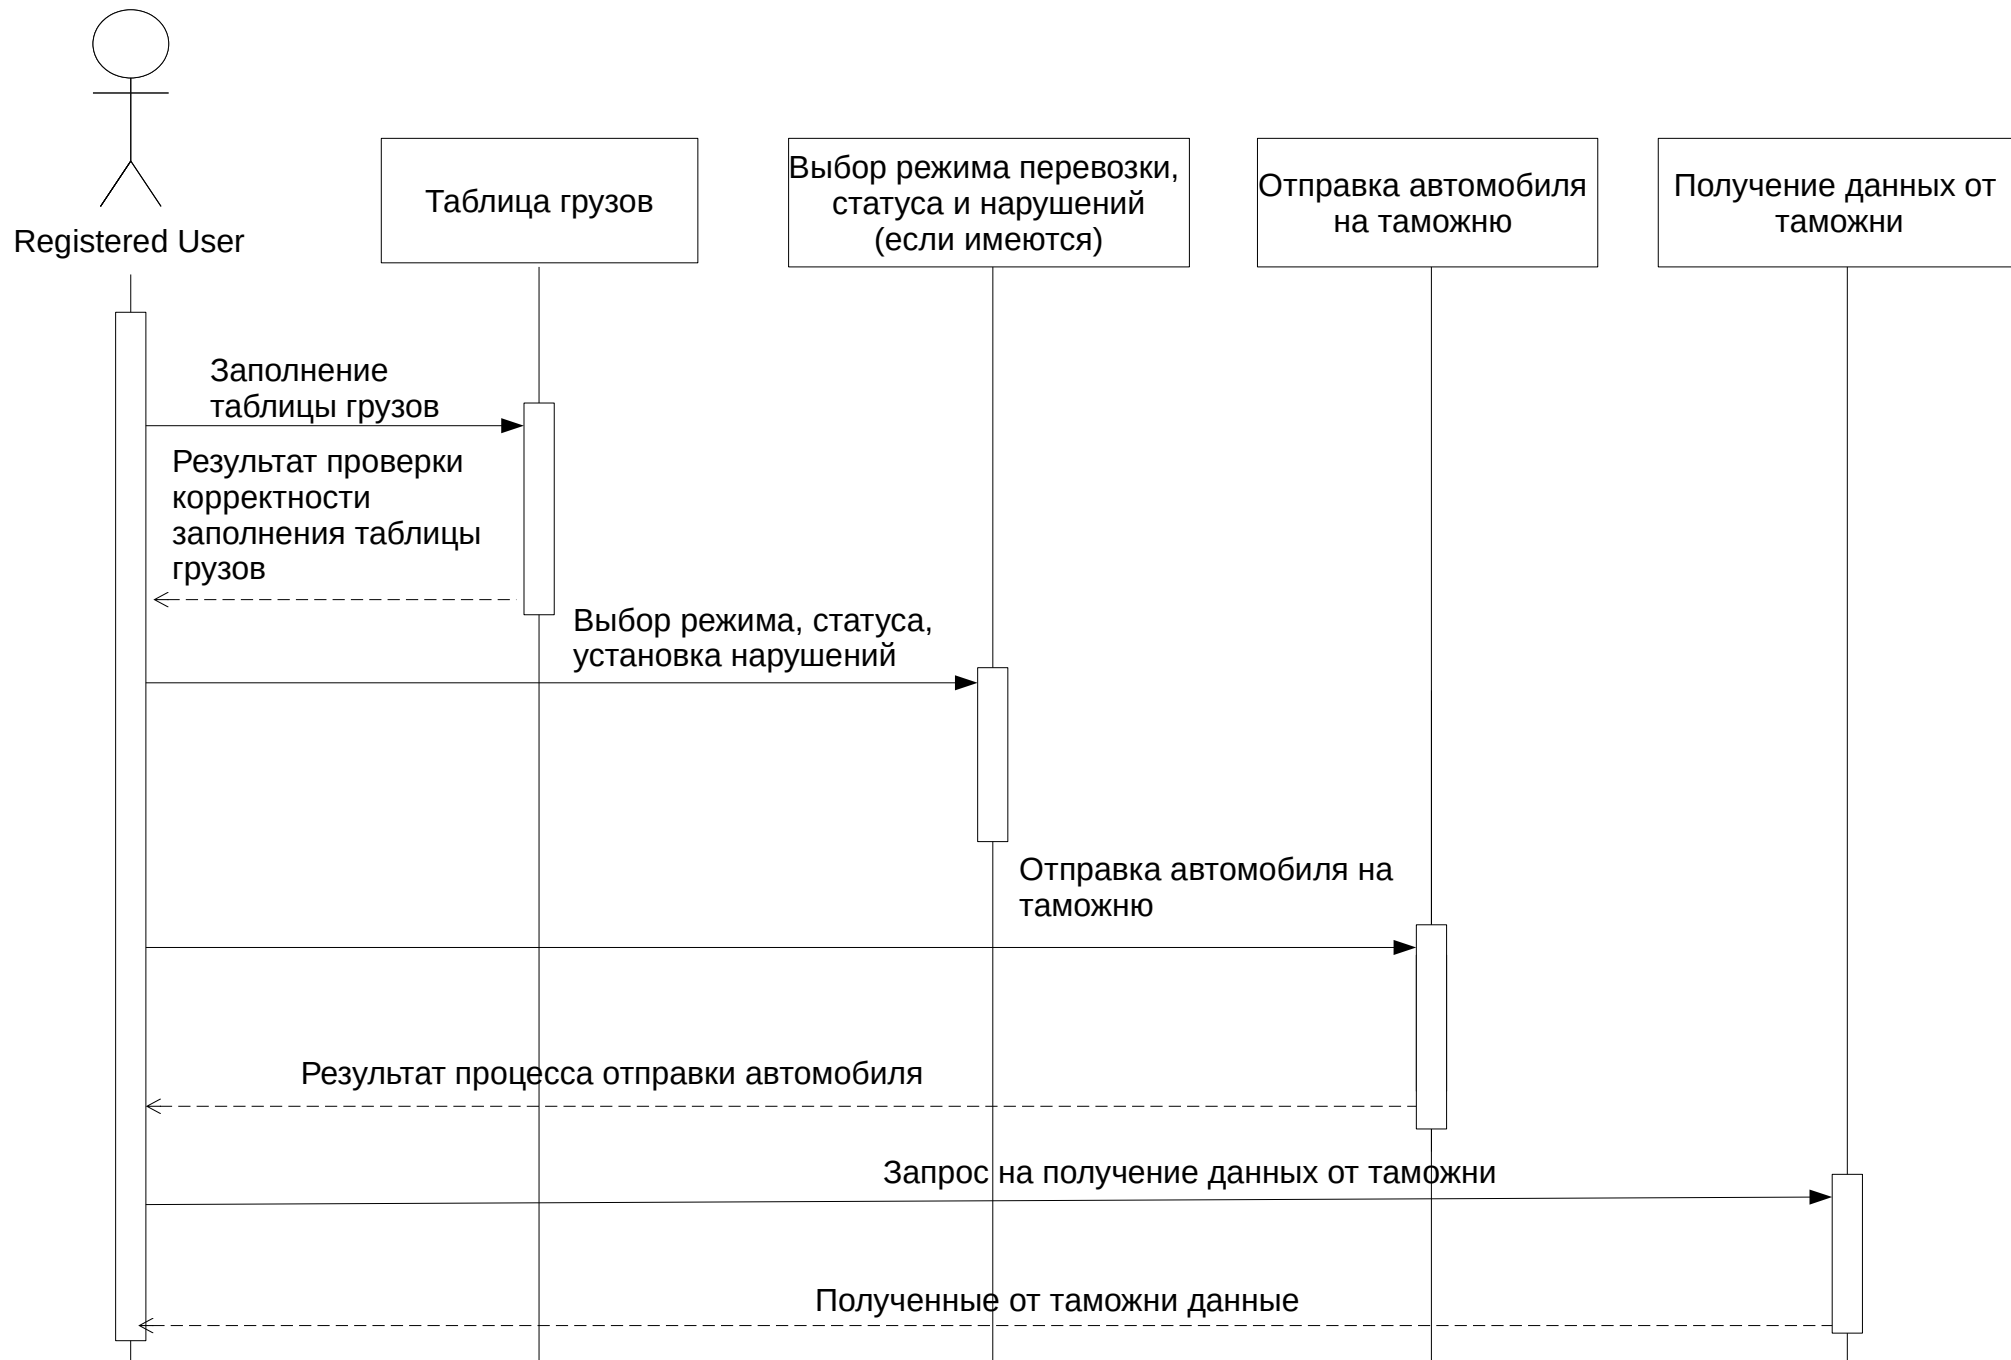 Registered User
Таблица грузов
Выбор режима перевозки,
статуса и нарушений
(если имеются)
Отправка автомобиля
на таможню
Получение данных от
таможни
Заполнение
таблицы грузов
Результат проверки
корректности
заполнения таблицы
грузов
Выбор режима, статуса,
установка нарушений
Отправка автомобиля на
таможню
Результат процесса отправки автомобиля
Запрос на получение данных от таможни
Полученные от таможни данные